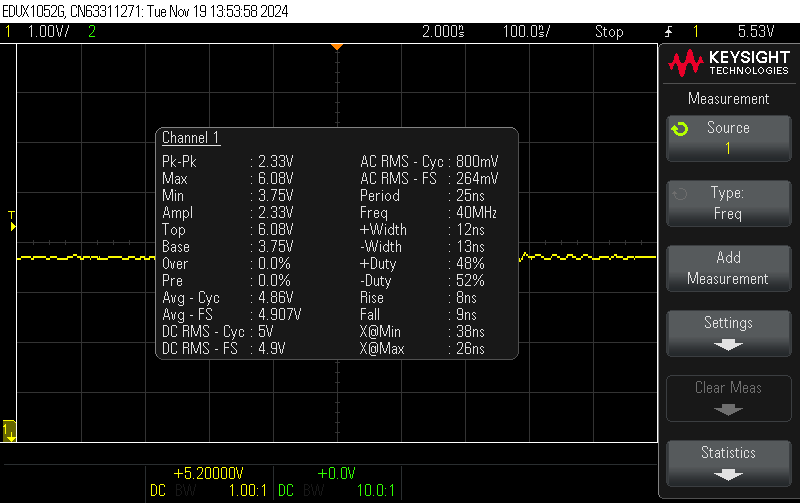 EDUX1052G, CN63311271: Tue Nov 19 13:53:58 2024
1 1.00V/ 2 2.000s 100.0s/ Stop 1 5.53V
KEYSIGHT
TECHNOLOGIES
Measurement
Source
1
Type:
Freq
Add
Measurement
Settings
Clear Meas
Statistics
T
1
Channel 1
Pk-Pk : 2.33V AC RMS - Cyc : 800mV
Max : 6.08V AC RMS - FS : 264mV
Min : 3.75V Period : 25ns
Ampl : 2.33V Freq : 40MHz
Top : 6.08V +Width : 12ns
Base : 3.75V -Width : 13ns
Over : 0.0% +Duty : 48%
Pre : 0.0% -Duty : 52%
Avg - Cyc : 4.86V Rise : 8ns
Avg - FS : 4.907V Fall : 9ns
DC RMS - Cyc : 5V X@Min : 38ns
DC RMS - FS : 4.9V X@Max : 26ns
+5.20000V +0.0V
DC BW 1.00:1 DC BW 10.0:1